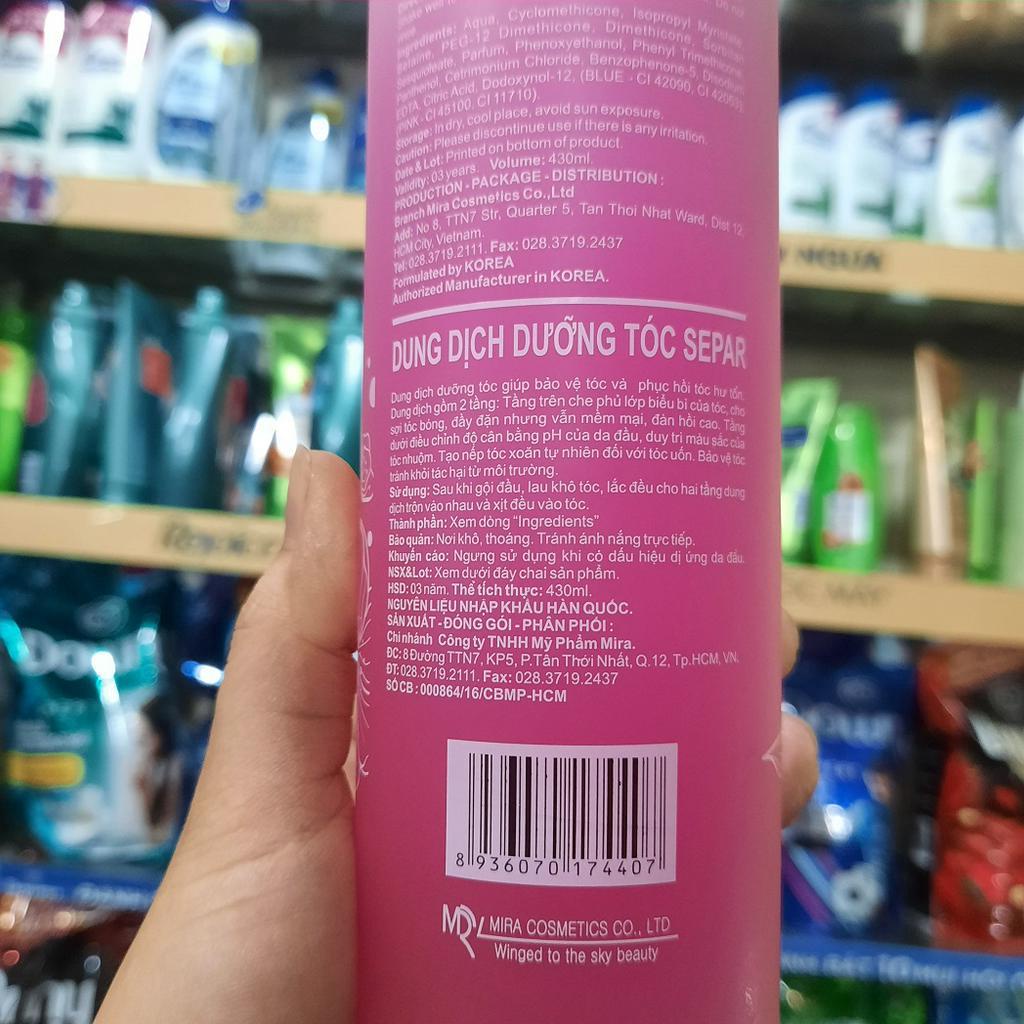 shake well
Ingredients: Aqua, Cyclomethicone, Isopropyl Myristate
Betaine, PEG-12 Dimethicone, Dimethicone, Sorbitan
Sesquioleate, Parfum, Phenoxyethanol, Phenyl Trimethicone,
Panthenol, Cetrimonium Chloride, Benzophenone-5, Disodium
EDTA, Citric Acid, Dodoxynol-12, (BLUE - CI 42090, CI 42053)
(PINK - CI 45100, CI 11710).
Storage: In dry, cool place, avoid sun exposure.
Caution: Please discontinue use if there is any irritation.
Date & Lot: Printed on bottom of product.
Validity: 03 years. Volume: 430ml.
PRODUCTION - PACKAGE - DISTRIBUTION :
Branch Mira Cosmetics Co.,Ltd
Add: No 8, TTN7 Str, Quarter 5, Tan Thoi Nhat Ward, Dist 12,
HCM City, Vietnam.
Tel: 028.3719.2111. Fax: 028.3719.2437
Formulated by KOREA
Authorized Manufacturer in KOREA.
DUNG DỊCH DƯỠNG TÓC SEPAR
Dung dịch dưỡng tóc giúp bảo vệ tóc và phục hồi tóc hư tổn.
Dung dịch gồm 2 tầng: Tầng trên che phủ lớp biểu bì của tóc, cho
sợi tóc bóng, đầy đặn nhưng vẫn mềm mại, đàn hồi cao. Tầng
dưới điều chỉnh độ cân bằng pH của da đầu, duy trì màu sắc của
tóc nhuộm. Tạo nếp tóc xoăn tự nhiên đối với tóc uốn. Bảo vệ tóc
tránh khỏi tác hại từ môi trường.
Sử dụng: Sau khi gội đầu, lau khô tóc, lắc đều cho hai tầng dung
dịch trộn vào nhau và xịt đều vào tóc.
Thành phần: Xem dòng "Ingredients"
Bảo quản: Nơi khô, thoáng. Tránh ánh nắng trực tiếp.
Khuyến cáo: Ngưng sử dụng khi có dấu hiệu dị ứng da đầu.
NSX&Lot: Xem dưới đáy chai sản phẩm.
HSD: 03 năm. Thể tích thực: 430ml.
NGUYÊN LIỆU NHẬP KHẨU HÀN QUỐC.
SẢN XUẤT - ĐÓNG GÓI - PHÂN PHỐI :
Chi nhánh Công ty TNHH Mỹ Phẩm Mira.
ĐC: 8 Đường TTN7, KP5, P.Tân Thới Nhất, Q.12, Tp.HCM, VN.
ĐT: 028.3719.2111. Fax: 028.3719.2437
SỐ CB : 000864/16/CBMP-HCM
8 936070 174407
MIRA COSMETICS CO., LTD
Winged to the sky beauty